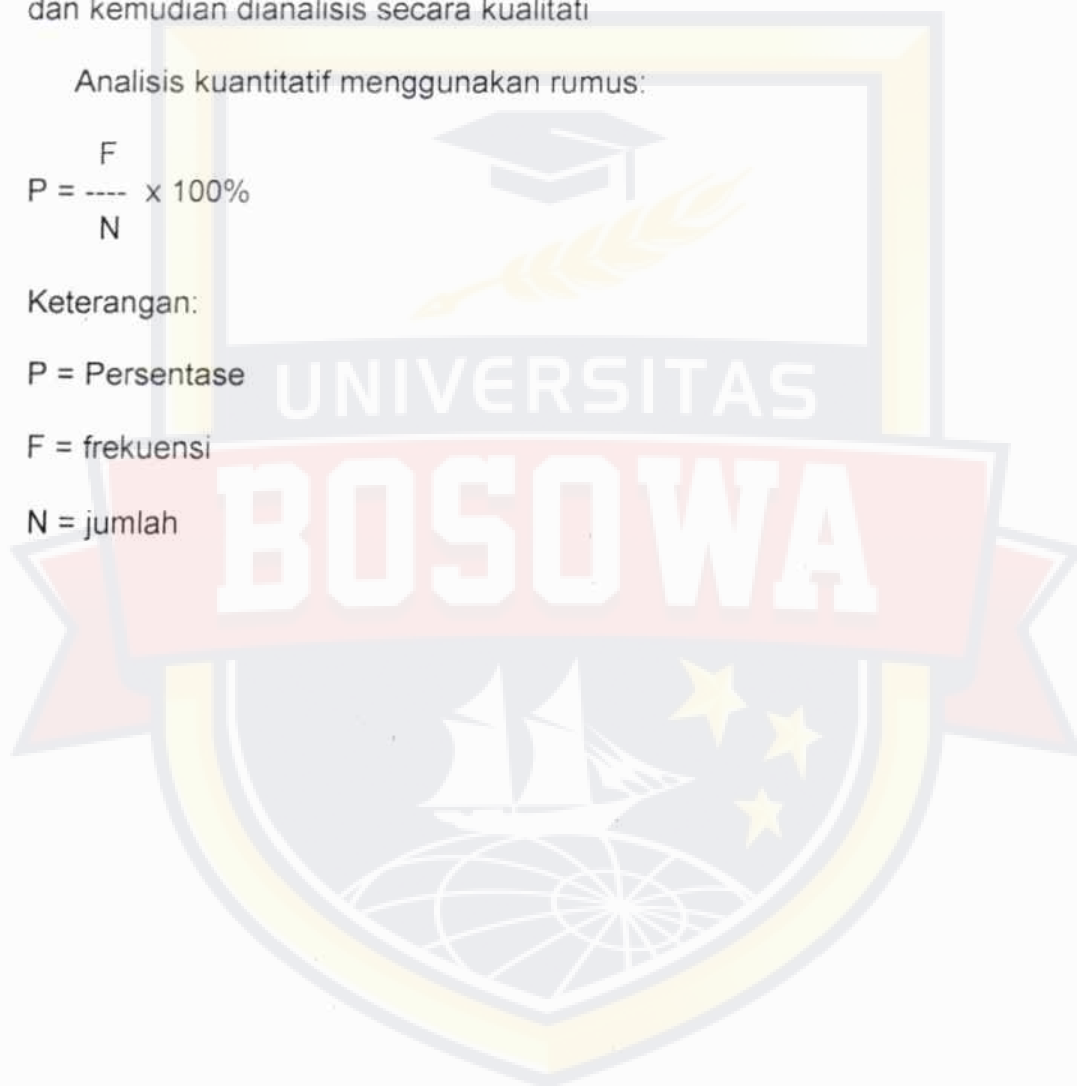 dan kemudian dianalisis secara kualitati
Analisis kuantitatif menggunakan rumus:
F
P = ---- x 100%
N
Keterangan:
P = Persentase
F = frekuensi
N = jumlah
UNIVERSITAS
BOSOWA